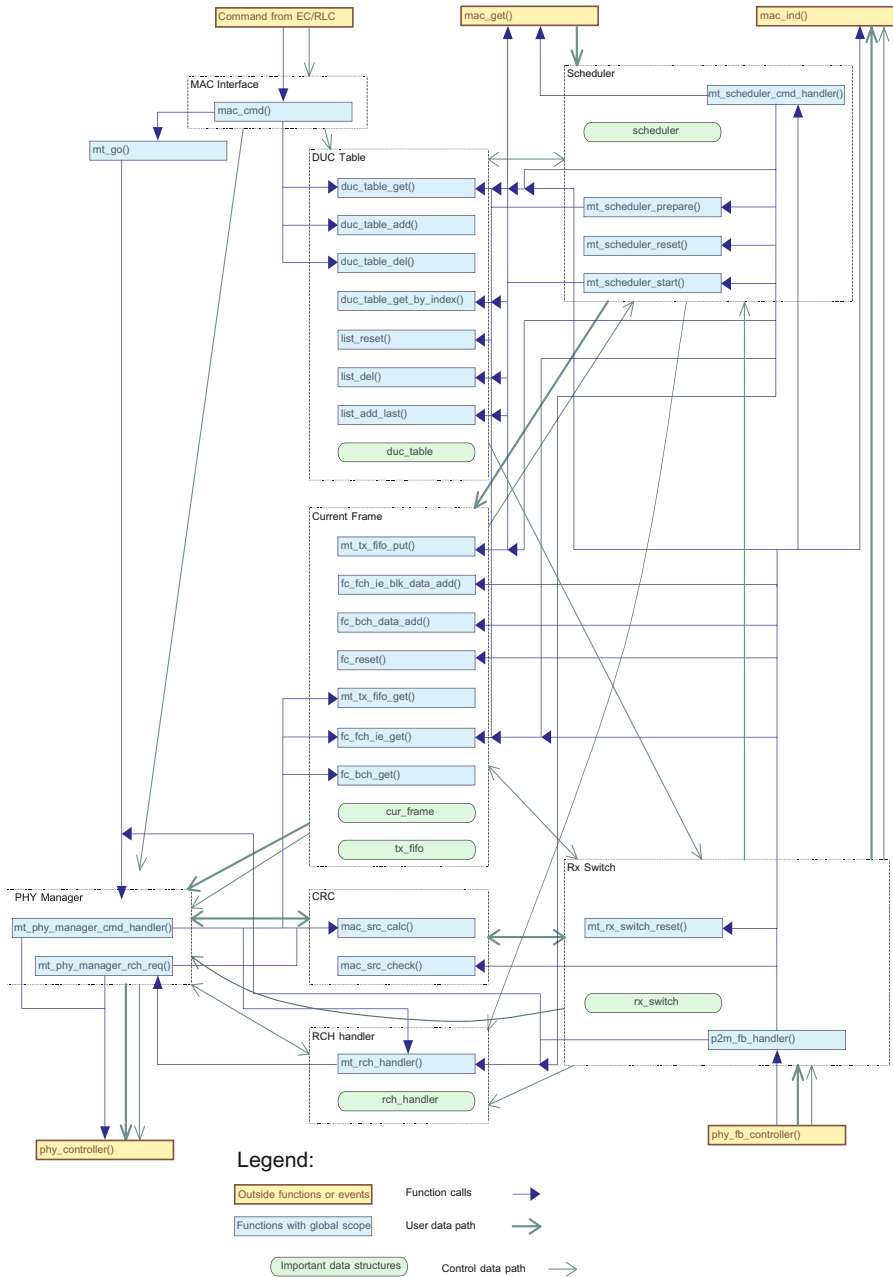 Command from EC/RLC
mac_get()
mac_ind()
MAC Interface
mac_cmd()
mt_go()
Scheduler
mt_scheduler_cmd_handler()
scheduler
mt_scheduler_prepare()
mt_scheduler_reset()
mt_scheduler_start()
DUC Table
duc_table_get()
duc_table_add()
duc_table_del()
duc_table_get_by_index()
list_reset()
list_del()
list_add_last()
duc_table
Current Frame
mt_tx_fifo_put()
fc_fch_ie_blk_data_add()
fc_bch_data_add()
fc_reset()
mt_tx_fifo_get()
fc_fch_ie_get()
fc_bch_get()
cur_frame
tx_fifo
PHY Manager
mt_phy_manager_cmd_handler()
mt_phy_manager_rch_req()
CRC
mac_src_calc()
mac_src_check()
Rx Switch
mt_rx_switch_reset()
rx_switch
p2m_fb_handler()
RCH handler
mt_rch_handler()
rch_handler
phy_controller()
phy_fb_controller()
Legend:
Outside functions or events
Function calls
Functions with global scope
User data path
Important data structures
Control data path